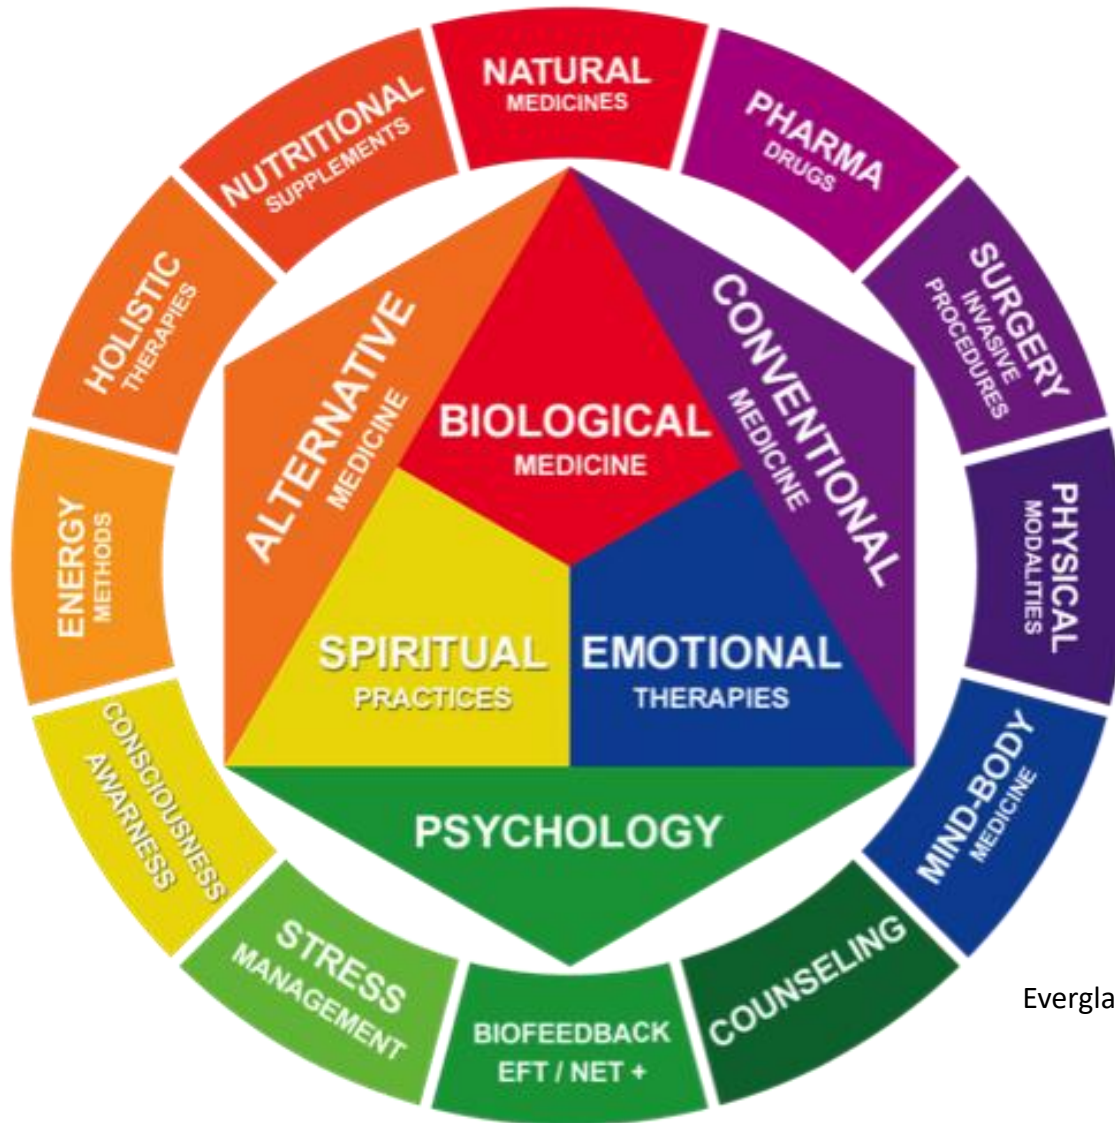 NATURAL
MEDICINES
PHARMA
DRUGS
SURGERY
INVASIVE
PROCEDURES
PHYSICAL
MODALITIES
MIND-BODY
MEDICINE
COUNSELING
BIOFEEDBACK
EFT / NET +
STRESS
MANAGEMENT
CONSCIOUSNESS
AWARNESS
ENERGY
METHODS
HOLISTIC
THERAPIES
NUTRITIONAL
SUPPLEMENTS
ALTERNATIVE
MEDICINE
BIOLOGICAL
MEDICINE
CONVENTIONAL
MEDICINE
SPIRITUAL
PRACTICES
EMOTIONAL
THERAPIES
PSYCHOLOGY
Evergla